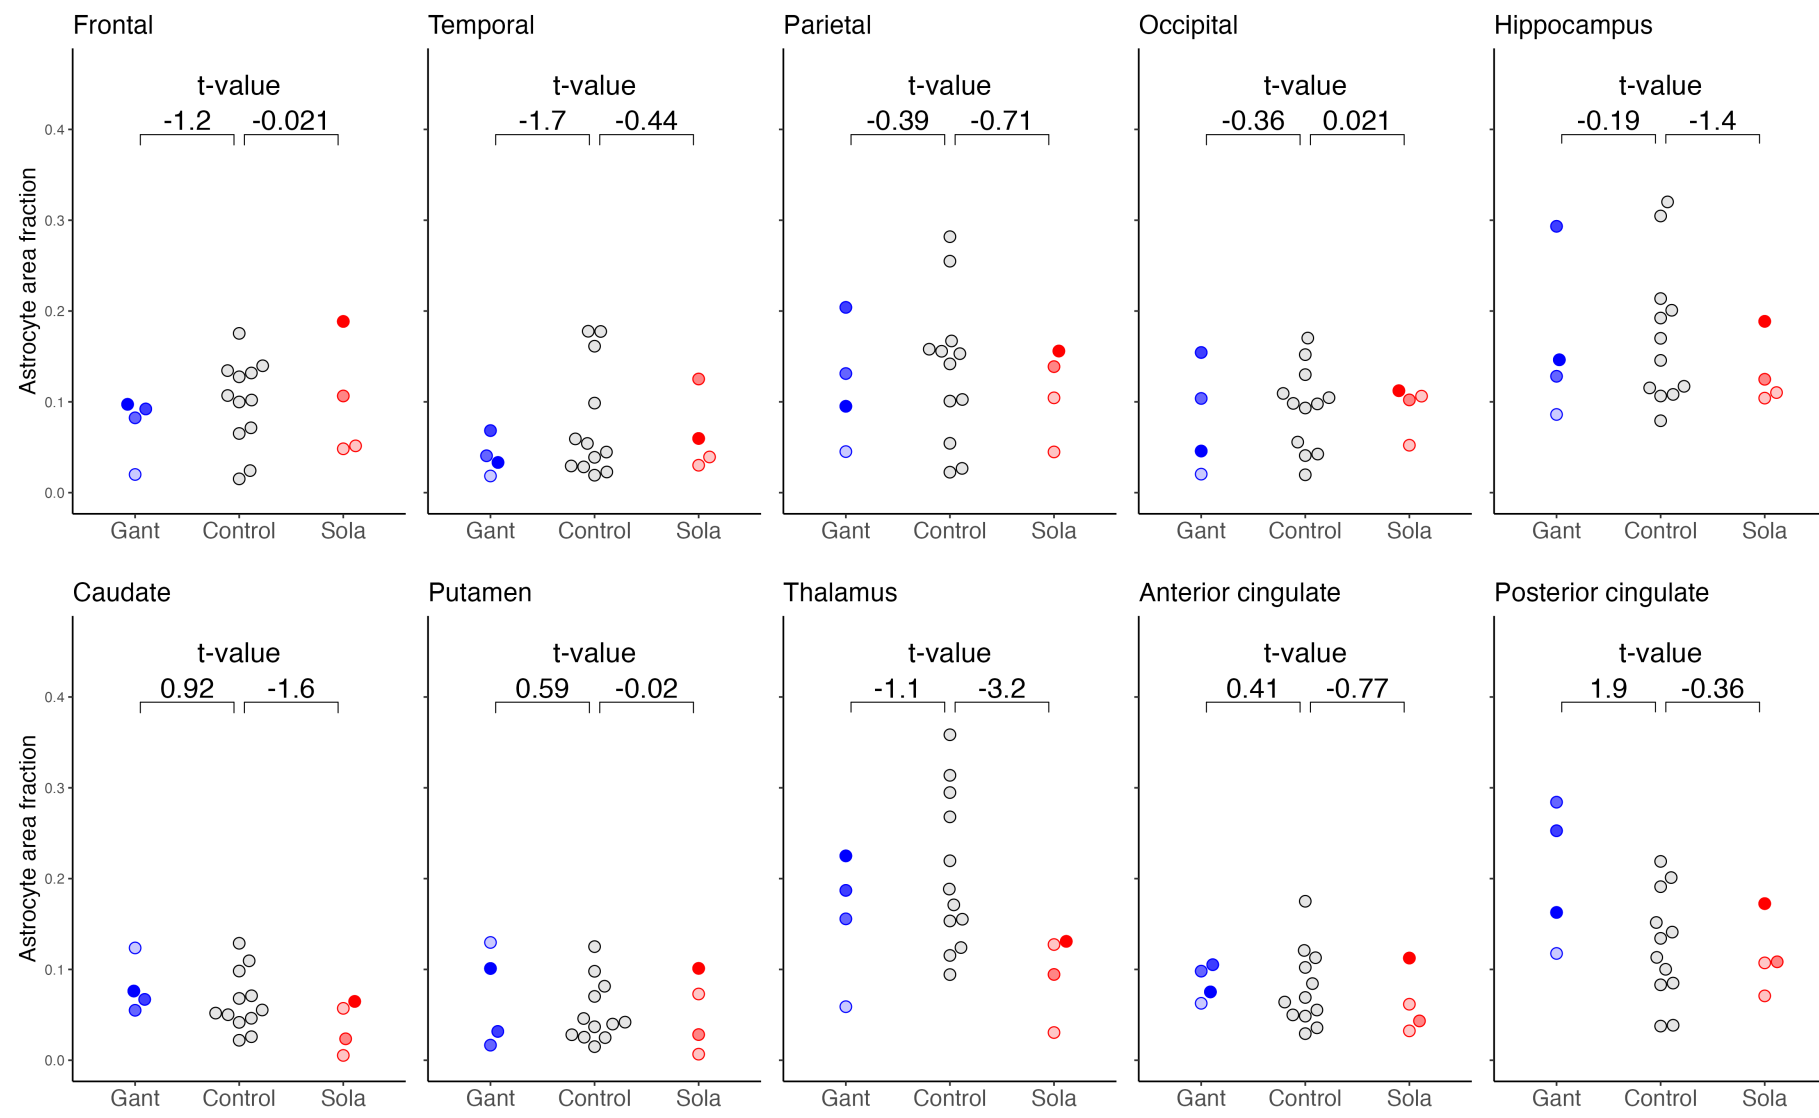 Frontal Temporal Parietal Occipital Hippocampus
t-value t-value t-value t-value t-value
-1.2 -0.021 -1.7 -0.44 -0.39 -0.71 -0.36 0.021 -0.19 -1.4
Astrocyte area fraction
0.4
0.3
0.2
0.1
0.0
Gant Control Sola Gant Control Sola Gant Control Sola Gant Control Sola Gant Control Sola
Caudate Putamen Thalamus Anterior cingulate Posterior cingulate
t-value t-value t-value t-value t-value
0.92 -1.6 0.59 -0.02 -1.1 -3.2 0.41 -0.77 1.9 -0.36
Astrocyte area fraction
0.4
0.3
0.2
0.1
0.0
Gant Control Sola Gant Control Sola Gant Control Sola Gant Control Sola Gant Control Sola